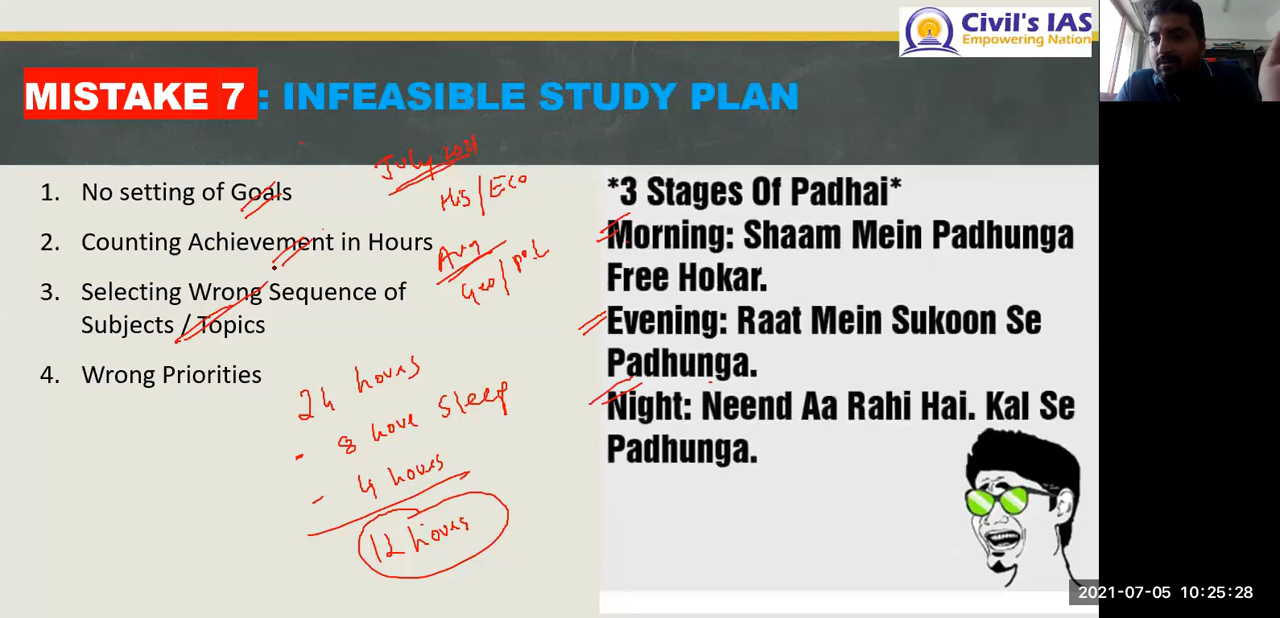 Civil's IAS
Empowering Nation
MISTAKE 7 : INFEASIBLE STUDY PLAN
1. No setting of Goals
2. Counting Achievement in Hours
3. Selecting Wrong Sequence of
Subjects / Topics
4. Wrong Priorities
July 2021
His/Eco
Aug
Geo/Pol
24 hours
- 8 hove sleep
- 4 hours
12 hours
*3 Stages Of Padhai*
Morning: Shaam Mein Padhunga
Free Hokar.
Evening: Raat Mein Sukoon Se
Padhunga.
Night: Neend Aa Rahi Hai. Kal Se
Padhunga.
2021-07-05 10:25:28